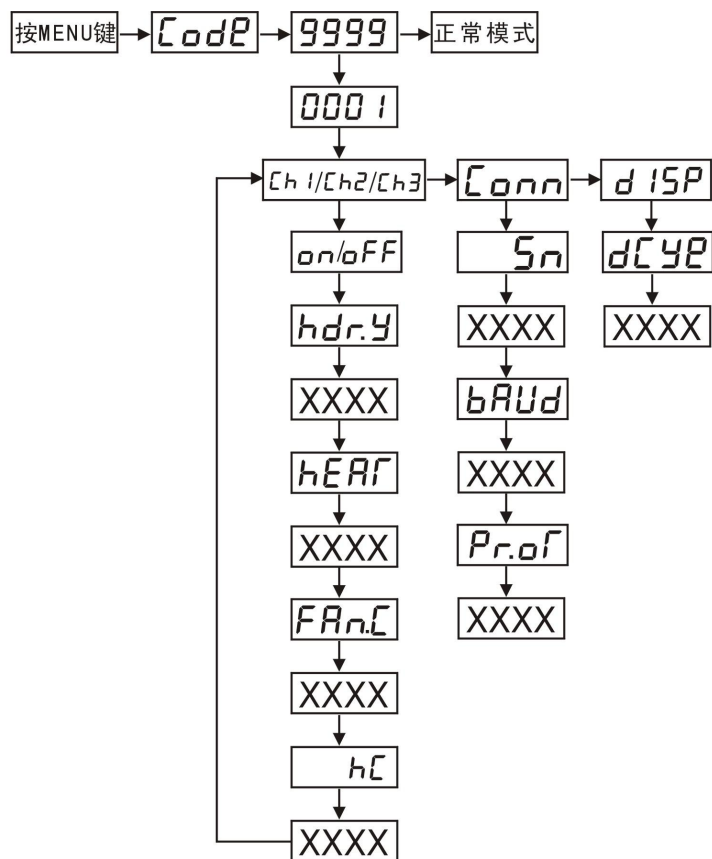 按MENU键 Code 9999 正常模式
0001
Ch1/Ch2/Ch3 Conn dISP
on/oFF Sn dCYe
hdr.y XXXX XXXX
XXXX bAUd
hEAT XXXX
XXXX Pr.oT
FAn.C XXXX
XXXX
hC
XXXX